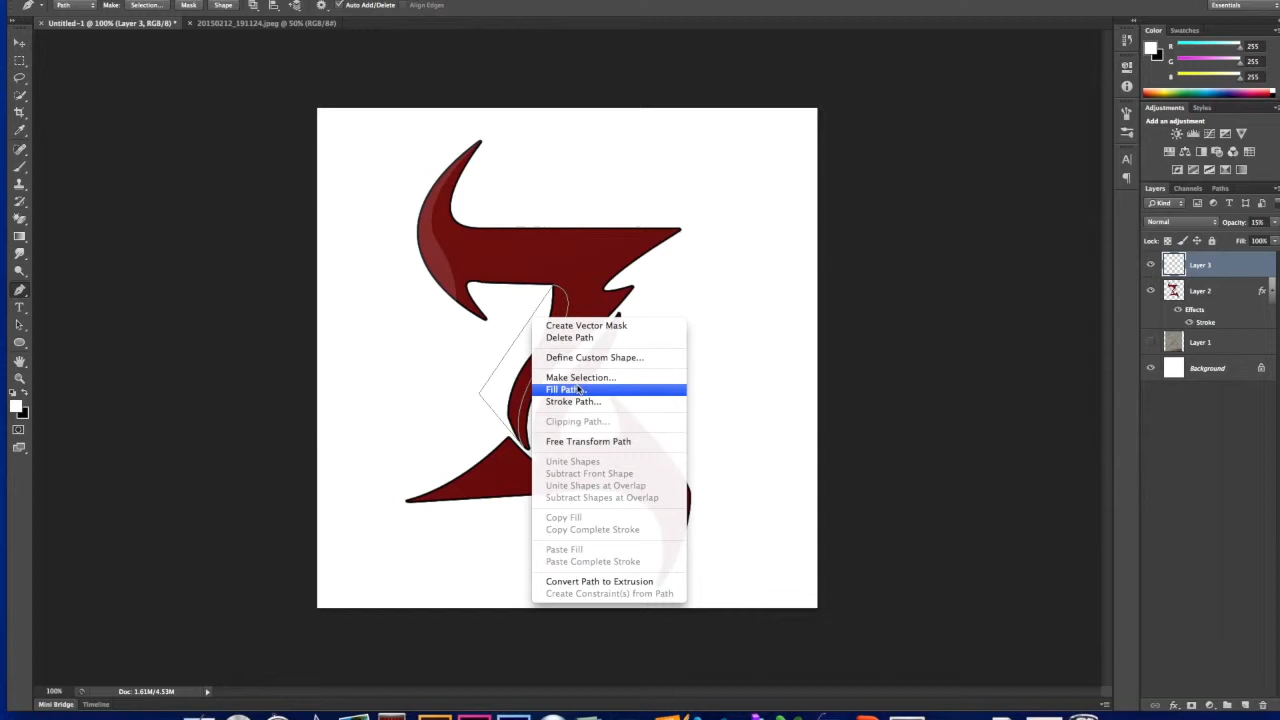 Path Make: Selection... Mask Shape Auto Add/Delete Align Edges Essentials
Untitled-1 @ 100% (Layer 3, RGB/8) * 20150212_191124.jpeg @ 50% (RGB/8#)
Color Swatches
R 255
G 255
B 255
Adjustments Styles
Add an adjustment
Layers Channels Paths
Kind
Normal Opacity: 15%
Lock: Fill: 100%
Layer 3
Layer 2 fx
Effects
Stroke
Layer 1
Background
Create Vector Mask
Delete Path
Define Custom Shape...
Make Selection...
Fill Path...
Stroke Path...
Clipping Path...
Free Transform Path
Unite Shapes
Subtract Front Shape
Unite Shapes at Overlap
Subtract Shapes at Overlap
Copy Fill
Copy Complete Stroke
Paste Fill
Paste Complete Stroke
Convert Path to Extrusion
Create Constraint(s) from Path
100% Doc: 1.61M/4.53M
Mini Bridge Timeline